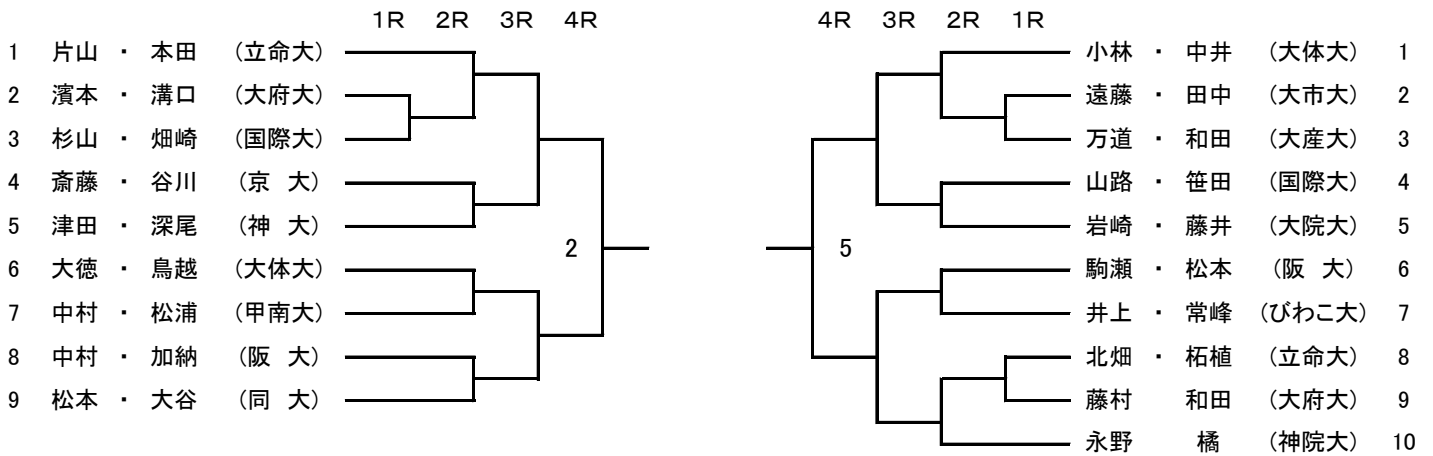 1R 2R 3R 4R
1 片山 ・ 本田 (立命大)
2 濱本 ・ 溝口 (大府大)
3 杉山 ・ 畑崎 (国際大)
4 斎藤 ・ 谷川 (京 大)
5 津田 ・ 深尾 (神 大)
2
6 大徳 ・ 鳥越 (大体大)
7 中村 ・ 松浦 (甲南大)
8 中村 ・ 加納 (阪 大)
9 松本 ・ 大谷 (同 大)
4R 3R 2R 1R
小林 ・ 中井 (大体大) 1
遠藤 ・ 田中 (大市大) 2
万道 ・ 和田 (大産大) 3
山路 ・ 笹田 (国際大) 4
岩崎 ・ 藤井 (大院大) 5
5
駒瀬 ・ 松本 (阪 大) 6
井上 ・ 常峰 (びわこ大) 7
北畑 ・ 柘植 (立命大) 8
藤村 和田 (大府大) 9
永野 橘 (神院大) 10